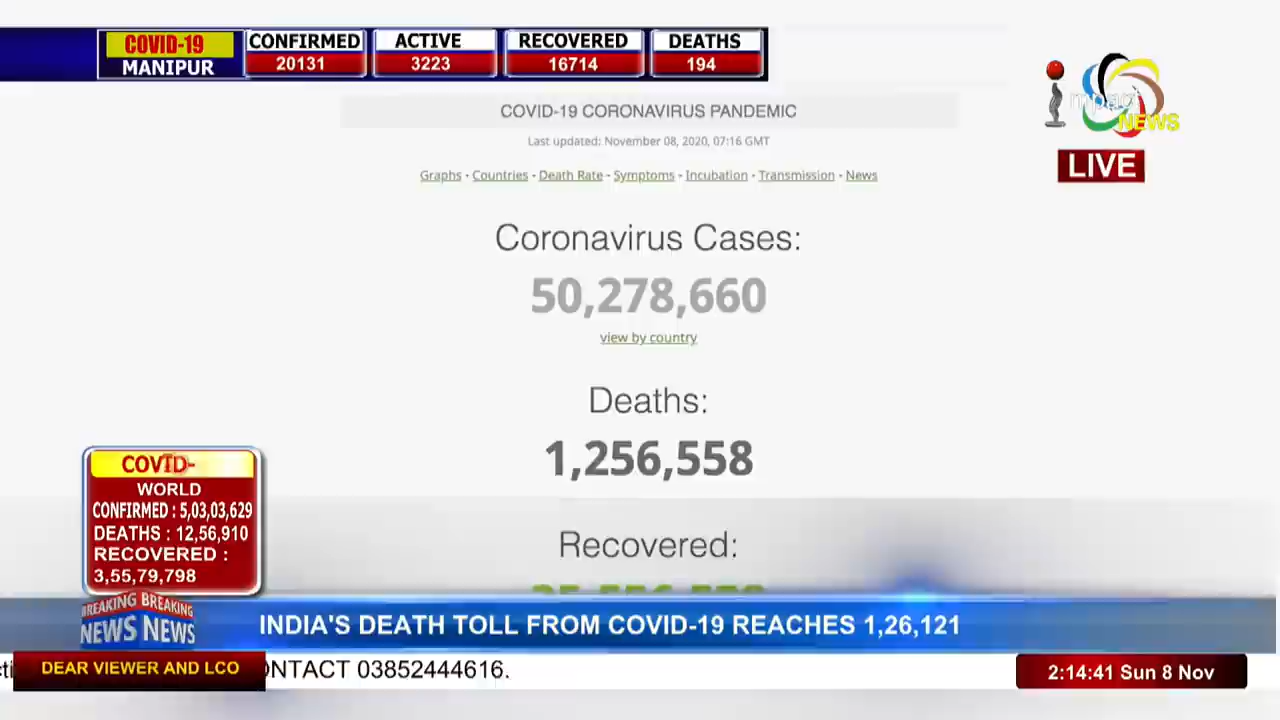 COVID-19
MANIPUR
CONFIRMED
20131
ACTIVE
3223
RECOVERED
16714
DEATHS
194
COVID-19 CORONAVIRUS PANDEMIC
Last updated: November 08, 2020, 07:16 GMT
Graphs - Countries - Death Rate - Symptoms - Incubation - Transmission - News
impact
NEWS
LIVE
Coronavirus Cases:
50,278,660
view by country
Deaths:
1,256,558
Recovered:
COVID-
WORLD
CONFIRMED : 5,03,03,629
DEATHS : 12,56,910
RECOVERED :
3,55,79,798
BREAKING BREAKING
NEWS NEWS
INDIA'S DEATH TOLL FROM COVID-19 REACHES 1,26,121
DEAR VIEWER AND LCO
ONTACT 03852444616.
2:14:41 Sun 8 Nov